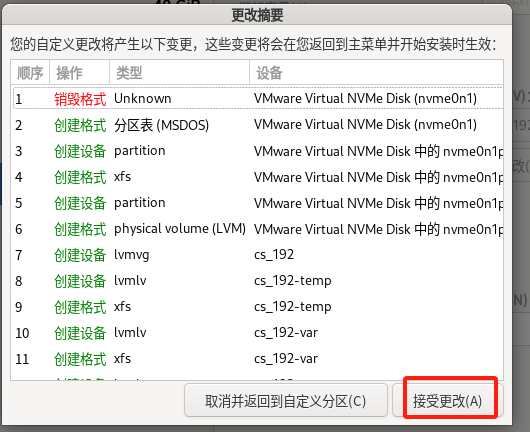 更改摘要
您的自定义更改将产生以下变更，这些变更将会在您返回到主菜单并开始安装时生效：
顺序 操作 类型 设备
1 销毁格式 Unknown VMware Virtual NVMe Disk (nvme0n1)
2 创建格式 分区表 (MSDOS) VMware Virtual NVMe Disk (nvme0n1)
3 创建设备 partition VMware Virtual NVMe Disk 中的 nvme0n1p
4 创建格式 xfs VMware Virtual NVMe Disk 中的 nvme0n1p
5 创建设备 partition VMware Virtual NVMe Disk 中的 nvme0n1p
6 创建格式 physical volume (LVM) VMware Virtual NVMe Disk 中的 nvme0n1p
7 创建设备 lvmvg cs_192
8 创建设备 lvmlv cs_192-temp
9 创建格式 xfs cs_192-temp
10 创建设备 lvmlv cs_192-var
11 创建格式 xfs cs_192-var
取消并返回到自定义分区(C) 接受更改(A)